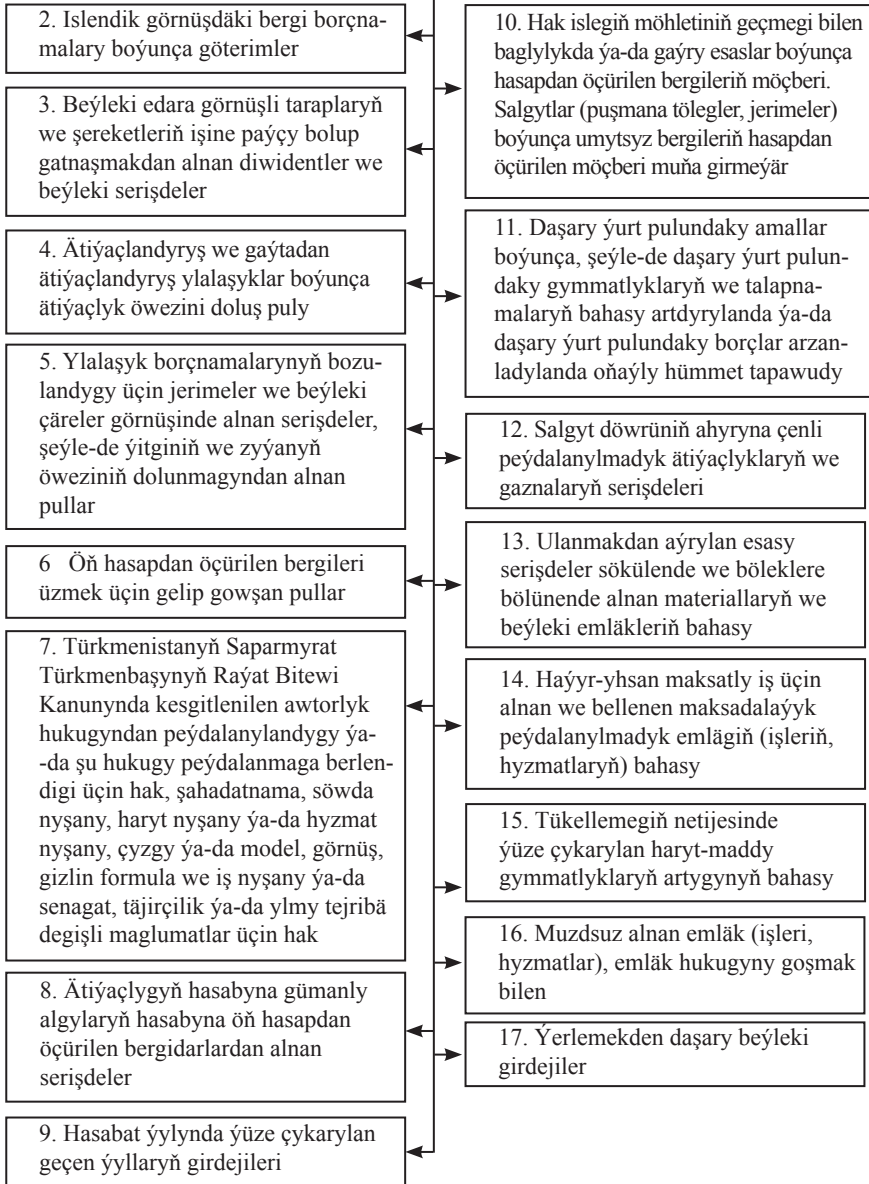 2. Islendik görnüşdäki bergi borçna-
malary boýunça göterimler
3. Beýleki edara görnüşli taraplaryň
we şereketleriň işine paýçy bolup
gatnaşmakdan alnan diwidentler we
beýleki serişdeler
4. Ätiýaçlandyryş we gaýtadan
ätiýaçlandyryş ylalaşyklar boýunça
ätiýaçlyk öwezini doluş puly
5. Ylalaşyk borçnamalarynyň bozu-
landygy üçin jerimeler we beýleki
çäreler görnüşinde alnan serişdeler,
şeýle-de ýitginiň we zyýanyň
öweziniň dolunmagyndan alnan
pullar
6 Öň hasapdan öçürilen bergileri
üzmek üçin gelip gowşan pullar
7. Türkmenistanyň Saparmyrat
Türkmenbaşynyň Raýat Bitewi
Kanunynda kesgitlenilen awtorlyk
hukugyndan peýdalanylandygy ýa-
-da şu hukugy peýdalanmaga berlen-
digi üçin hak, şahadatnama, söwda
nyşany, haryt nyşany ýa-da hyzmat
nyşany, çyzgy ýa-da model, görnüş,
gizlin formula we iş nyşany ýa-da
senagat, täjirçilik ýa-da ylmy tejribä
degişli maglumatlar üçin hak
8. Ätiýaçlygyň hasabyna gümanly
algylaryň hasabyna öň hasapdan
öçürilen bergidarlardan alnan
serişdeler
9. Hasabat ýylynda ýüze çykarylan
geçen ýyllaryň girdejileri
10. Hak islegiň möhletiniň geçmegi bilen
baglylykda ýa-da gaýry esaslar boýunça
hasapdan öçürilen bergileriň möçberi.
Salgytlar (puşmana tölegler, jerimeler)
boýunça umytsyz bergileriň hasapdan
öçürilen möçberi muňa girmeýär
11. Daşary ýurt pulundaky amallar
boýunça, şeýle-de daşary ýurt pulun-
daky gymmatlyklaryň we talapna-
malaryň bahasy artdyrylanda ýa-da
daşary ýurt pulundaky borçlar arzan-
ladylanda oňaýly hümmet tapawudy
12. Salgyt döwrüniň ahyryna çenli
peýdalanylmadyk ätiýaçlyklaryň we
gaznalaryň serişdeleri
13. Ulanmakdan aýrylan esasy
serişdeler sökülende we böleklere
bölünende alnan materiallaryň we
beýleki emläkleriň bahasy
14. Haýyr-yhsan maksatly iş üçin
alnan we bellenen maksadalaýyk
peýdalanylmadyk emlägiň (işleriň,
hyzmatlaryň) bahasy
15. Tükellemegiň netijesinde
ýüze çykarylan haryt-maddy
gymmatlyklaryň artygynyň bahasy
16. Muzdsuz alnan emläk (işleri,
hyzmatlar), emläk hukugyny goşmak
bilen
17. Ýerlemekden daşary beýleki
girdejiler